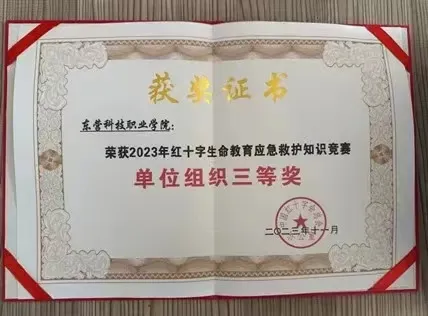 获奖证书
东营科技职业学院：
荣获2023年红十字生命教育应急救护知识竞赛
单位组织三等奖
二〇二三年十一月